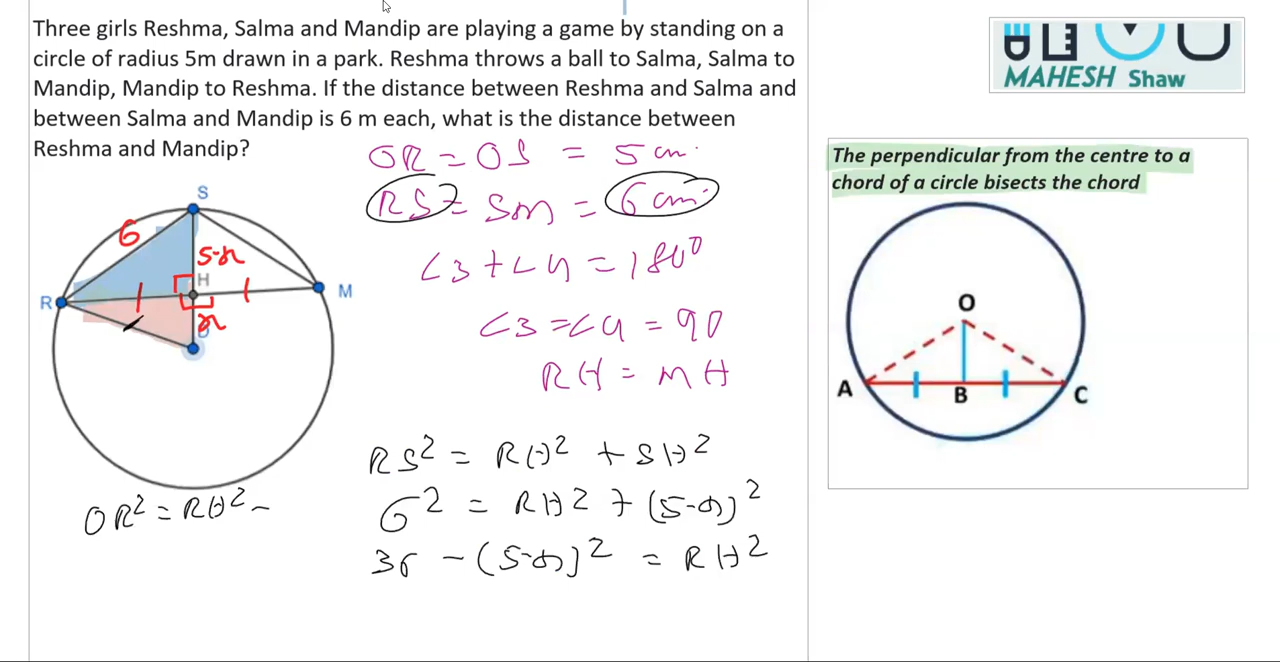 Three girls Reshma, Salma and Mandip are playing a game by standing on a
circle of radius 5m drawn in a park. Reshma throws a ball to Salma, Salma to
Mandip, Mandip to Reshma. If the distance between Reshma and Salma and
between Salma and Mandip is 6 m each, what is the distance between
Reshma and Mandip?
MAHESH Shaw
The perpendicular from the centre to a
chord of a circle bisects the chord
OR = OS = 5 cm.
RS = SM = 6 cm.
∠3 + ∠4 = 180°
∠3 = ∠4 = 90
RH = MH
RS² = RH² + SH²
6² = RH² + (5-x)²
36 - (5-x)² = RH²
S
6
5-x
H
R
M
x
OR² = RH² -
O
A
B
C